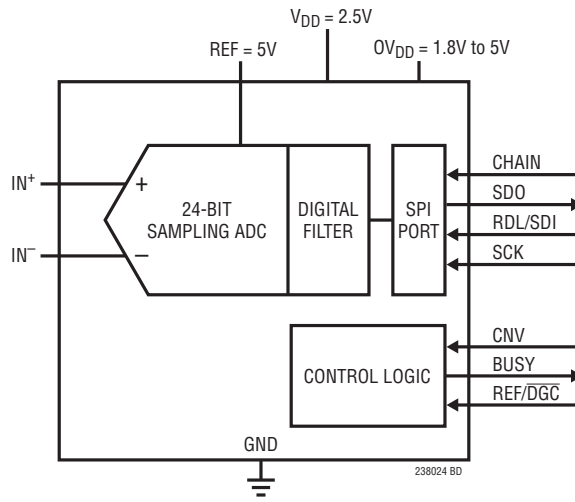 V_DD = 2.5V
REF = 5V
OV_DD = 1.8V to 5V
IN+
IN−
+
−
24-BIT
SAMPLING ADC
DIGITAL
FILTER
SPI
PORT
CHAIN
SDO
RDL/SDI
SCK
CONTROL LOGIC
CNV
BUSY
REF/D̅G̅C̅
GND
238024 BD